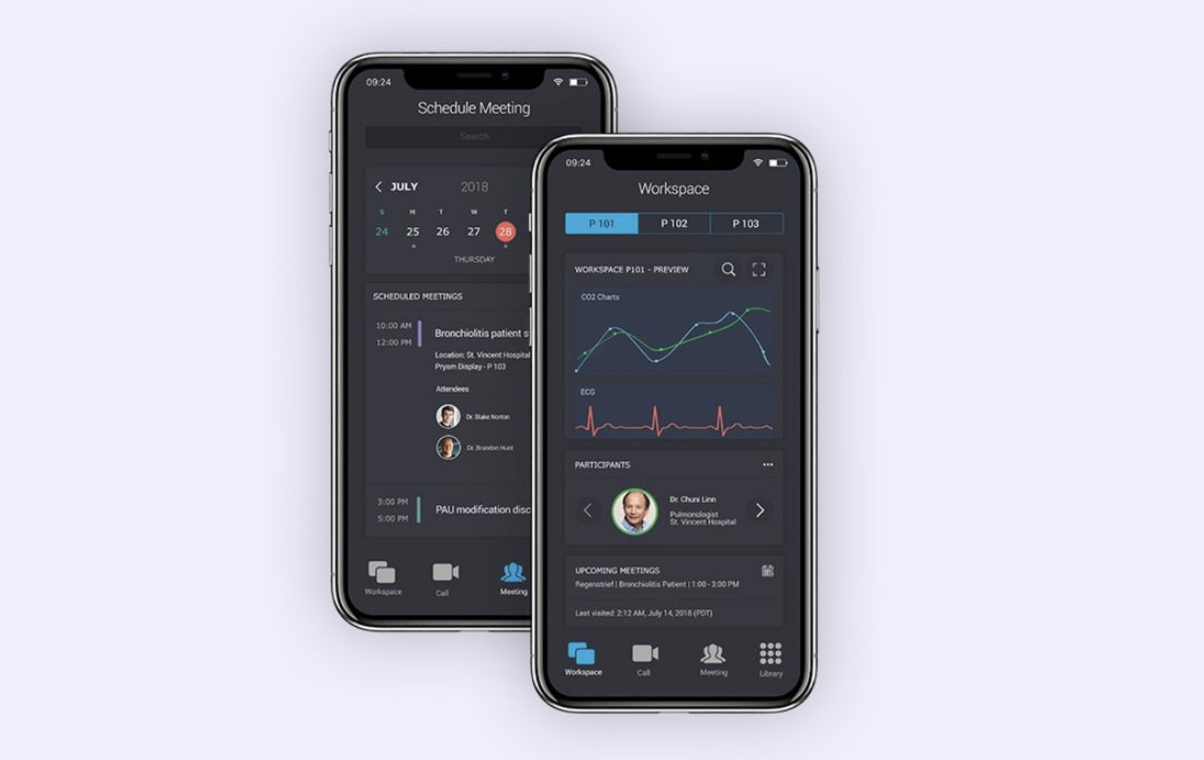 09:24
Schedule Meeting
Search
JULY 2018
S M T W T
24 25 26 27 28
THURSDAY
SCHEDULED MEETINGS
10:00 AM
12:00 PM
Bronchiolitis patient s
Location: St. Vincent Hospital
Prysm Display - P 103
Attendees
Dr. Blake Norton
Dr. Brandon Hunt
3:00 PM
5:00 PM
PAU modification disc
Workspace Call Meeting
09:24
Workspace
P 101 P 102 P 103
WORKSPACE P101 - PREVIEW
CO2 Charts
ECG
PARTICIPANTS
Dr. Chuni Linn
Pulmonologist
St. Vincent Hospital
UPCOMING MEETINGS
Regenstrief | Bronchiolitis Patient | 1:00 - 3:00 PM
Last visited: 2:12 AM, July 14, 2018 (PDT)
Workspace Call Meeting Library